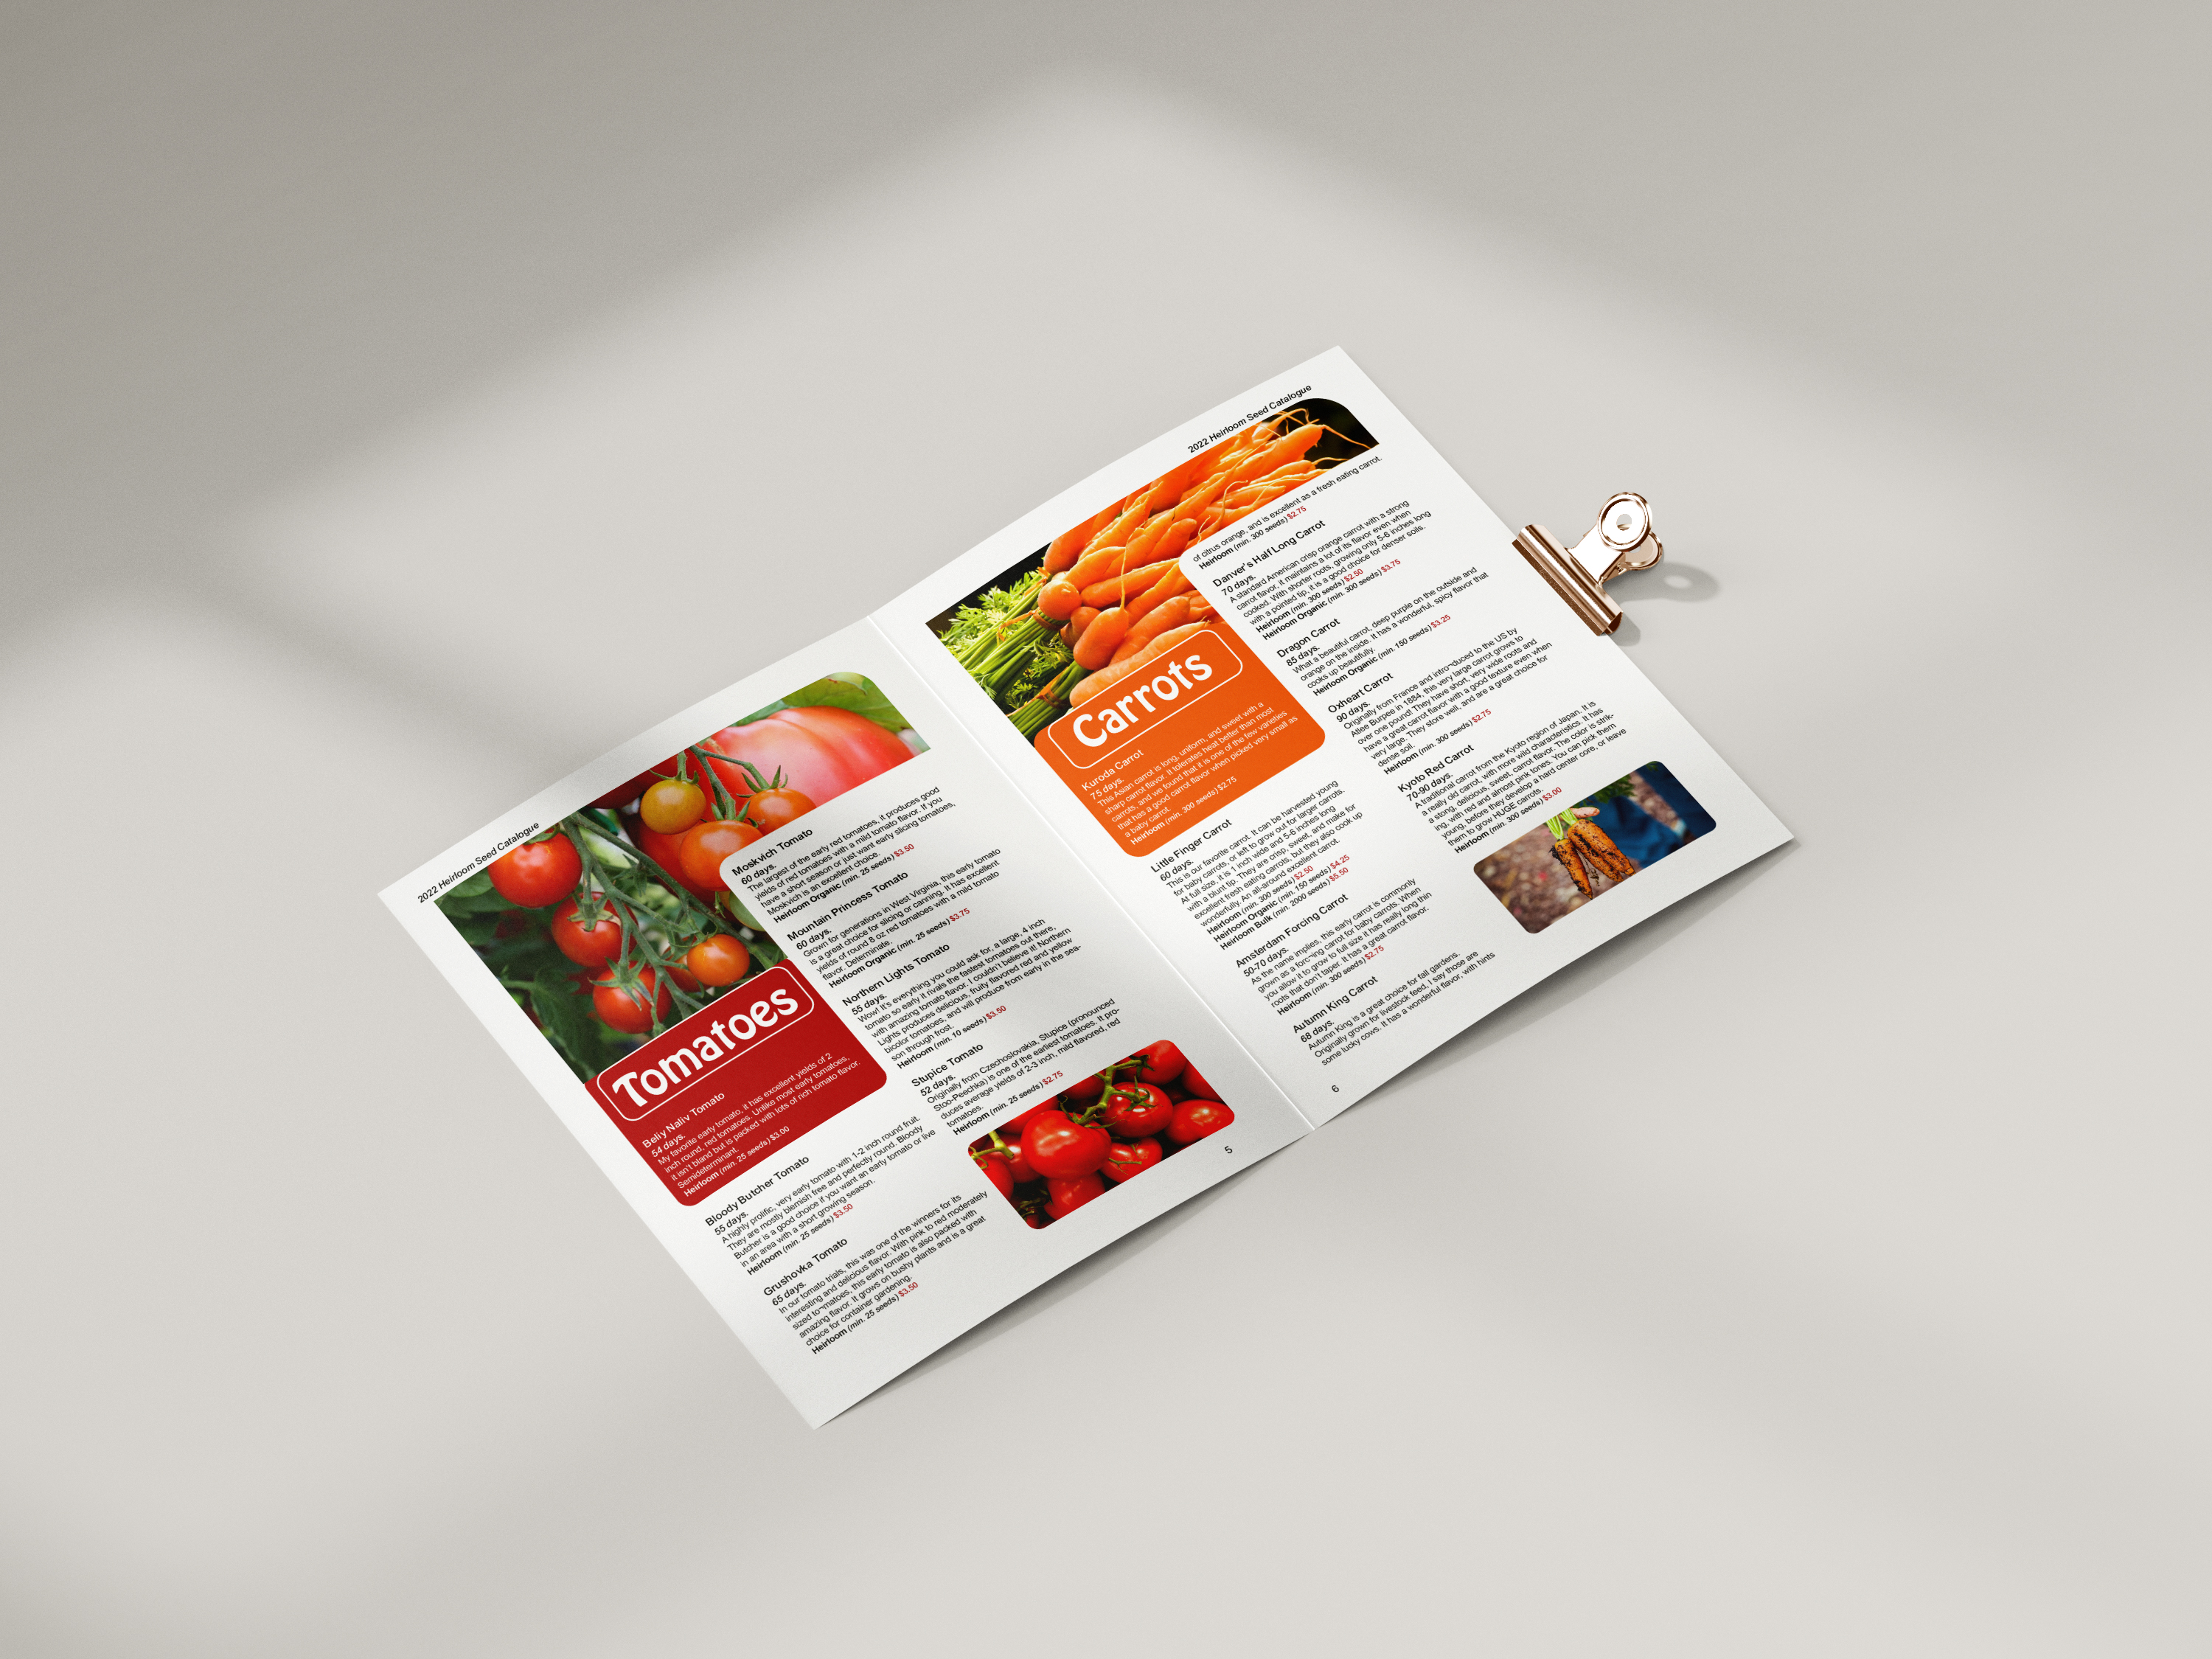 2022 Heirloom Seed Catalogue
Tomatoes
Beliy Naliv Tomato
54 days.
My favorite early tomato, it has excellent yields of 2
inch round, red tomatoes. Unlike most early tomatoes,
it isn't bland but is packed with lots of rich tomato flavor.
Semideterminant.
Heirloom (min. 25 seeds) $3.00
Bloody Butcher Tomato
55 days.
A highly prolific, very early tomato with 1-2 inch round fruit.
They are mostly blemish free and perfectly round. Bloody
Butcher is a good choice if you want an early tomato or live
in an area with a short growing season.
Heirloom (min. 25 seeds) $3.50
Grushovka Tomato
65 days.
In our tomato trials, this was one of the winners for its
interesting and delicious flavor. With pink to red moderately
sized to¬matoes, this early tomato is also packed with
amazing flavor. It grows on bushy plants and is a great
choice for container gardening.
Heirloom (min. 25 seeds) $3.50
Moskvich Tomato
60 days.
The largest of the early red tomatoes, it produces good
yields of red tomatoes with a mild tomato flavor. If you
have a short season or just want early slicing tomatoes,
Moskvich is an excellent choice.
Heirloom Organic (min. 25 seeds) $3.50
Mountain Princess Tomato
60 days.
Grown for generations in West Virginia, this early tomato
is a great choice for slicing or canning. It has excellent
yields of round 8 oz red tomatoes with a mild tomato
flavor. Determinate.
Heirloom Organic (min. 25 seeds) $3.75
Northern Lights Tomato
55 days.
Wow! It's everything you could ask for, a large, 4 inch
tomato so early it rivals the fastest tomatoes out there,
with amazing tomato flavor. I couldn't believe it! Northern
Lights produces delicious, fruity flavored red and yellow
bicolor tomatoes, and will produce from early in the sea-
son through frost.
Heirloom (min. 10 seeds) $3.50
Stupice Tomato
52 days.
Originally from Czechoslovakia, Stupice (pronounced
Stoo-Peechka) is one of the earliest tomatoes. It pro-
duces average yields of 2-3 inch, mild flavored, red
tomatoes.
Heirloom (min. 25 seeds) $2.75
5
2022 Heirloom Seed Catalogue
Carrots
Kuroda Carrot
75 days.
This Asian carrot is long, uniform, and sweet with a
sharp carrot flavor. It tolerates heat better than most
carrots, and we found that it is one of the few varieties
that has a good carrot flavor when picked very small as
a baby carrot.
Heirloom (min. 300 seeds) $2.75
Little Finger Carrot
60 days.
This is our favorite carrot. It can be harvested young
for baby carrots, or left to grow out for larger carrots.
At full size, it is 1 inch wide and 5-6 inches long
with a blunt tip. They are crisp, sweet, and make for
excellent fresh eating carrots, but they also cook up
wonderfully. An all-around excellent carrot.
Heirloom (min. 300 seeds) $2.50
Heirloom Organic (min. 150 seeds) $4.25
Heirloom Bulk (min. 2000 seeds) $5.50
Amsterdam Forcing Carrot
50-70 days.
As the name implies, this early carrot is commonly
grown as a forc¬ing carrot for baby carrots. When
you allow it to grow to full size it has really long thin
roots that don't taper. It has a great carrot flavor.
Heirloom (min. 300 seeds) $2.75
Autumn King Carrot
68 days.
Autumn King is a great choice for fall gardens.
Originally grown for livestock feed, I say those are
some lucky cows. It has a wonderful flavor, with hints
of citrus orange, and is excellent as a fresh eating carrot.
Heirloom (min. 300 seeds) $2.75
Danver's Half Long Carrot
70 days.
A standard American crisp orange carrot with a strong
carrot flavor, it maintains a lot of its flavor even when
cooked. With shorter roots, growing only 5-6 inches long
with a pointed tip, it is a good choice for denser soils.
Heirloom (min. 300 seeds) $2.50
Heirloom Organic (min. 300 seeds) $3.75
Dragon Carrot
85 days.
What a beautiful carrot, deep purple on the outside and
orange on the inside. It has a wonderful, spicy flavor that
cooks up beautifully.
Heirloom Organic (min. 150 seeds) $3.25
Oxheart Carrot
90 days.
Originally from France and intro¬duced to the US by
Atlee Burpee in 1884, this very large carrot grows to
over one pound! They have short, very wide roots and
have a great carrot flavor with a good texture even when
very large. They store well, and are a great choice for
dense soil.
Heirloom (min. 300 seeds) $2.75
Kyoto Red Carrot
70-90 days.
A traditional carrot from the Kyoto region of Japan. It is
a really old carrot, with more wild characteristics. It has
a strong, delicious, sweet, carrot flavor. The color is strik-
ing, with red and almost pink tones. You can pick them
young, before they develop a hard center core, or leave
them to grow HUGE carrots.
Heirloom (min. 300 seeds) $3.00
6